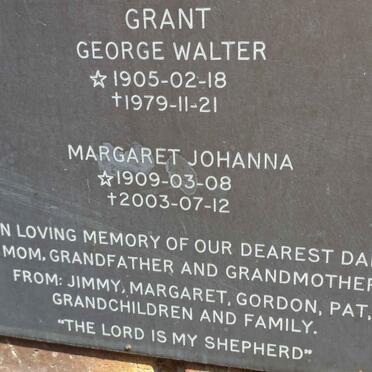 GRANT
GEORGE WALTER
☆ 1905-02-18
† 1979-11-21
MARGARET JOHANNA
☆ 1909-03-08
† 2003-07-12
LOVING MEMORY OF OUR DEAREST
MOM, GRANDFATHER AND GRANDMOTHER
FROM: JIMMY, MARGARET, GORDON, PAT,
GRANDCHILDREN AND FAMILY.
"THE LORD IS MY SHEPHERD"